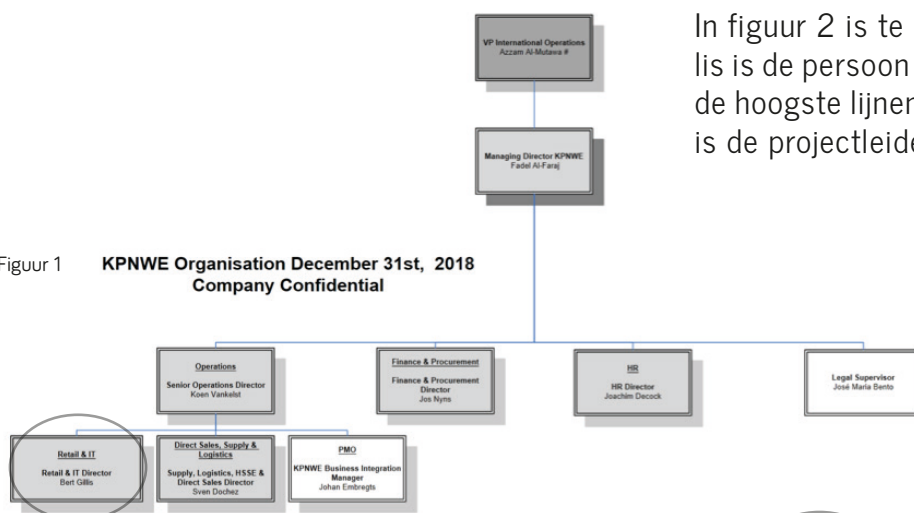 In figuur 2 is te
lis is de persoon
de hoogste lijnen
is de projectleide
VP International Operations
Azzam Al-Mutawa #
Managing Director KPNWE
Fadel Al-Faraj
Figuur 1
KPNWE Organisation December 31st, 2018
Company Confidential
Operations
Senior Operations Director
Koen Vankelst
Finance & Procurement
Finance & Procurement
Director
Jos Nyns
HR
HR Director
Joachim Decock
Legal Supervisor
José Maria Bento
Retail & IT
Retail & IT Director
Bert Gillis
Direct Sales, Supply &
Logistics
Supply, Logistics, HSSE &
Direct Sales Director
Sven Dochez
PMO
KPNWE Business Integration
Manager
Johan Embregts